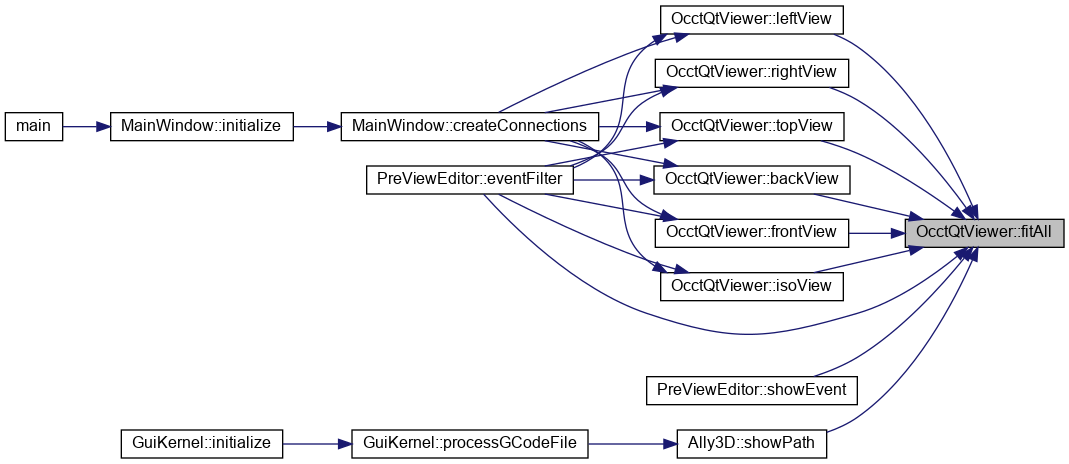 OcctQtViewer::leftView
OcctQtViewer::rightView
main
MainWindow::initialize
MainWindow::createConnections
OcctQtViewer::topView
PreViewEditor::eventFilter
OcctQtViewer::backView
OcctQtViewer::frontView
OcctQtViewer::fitAll
OcctQtViewer::isoView
PreViewEditor::showEvent
GuiKernel::initialize
GuiKernel::processGCodeFile
Ally3D::showPath